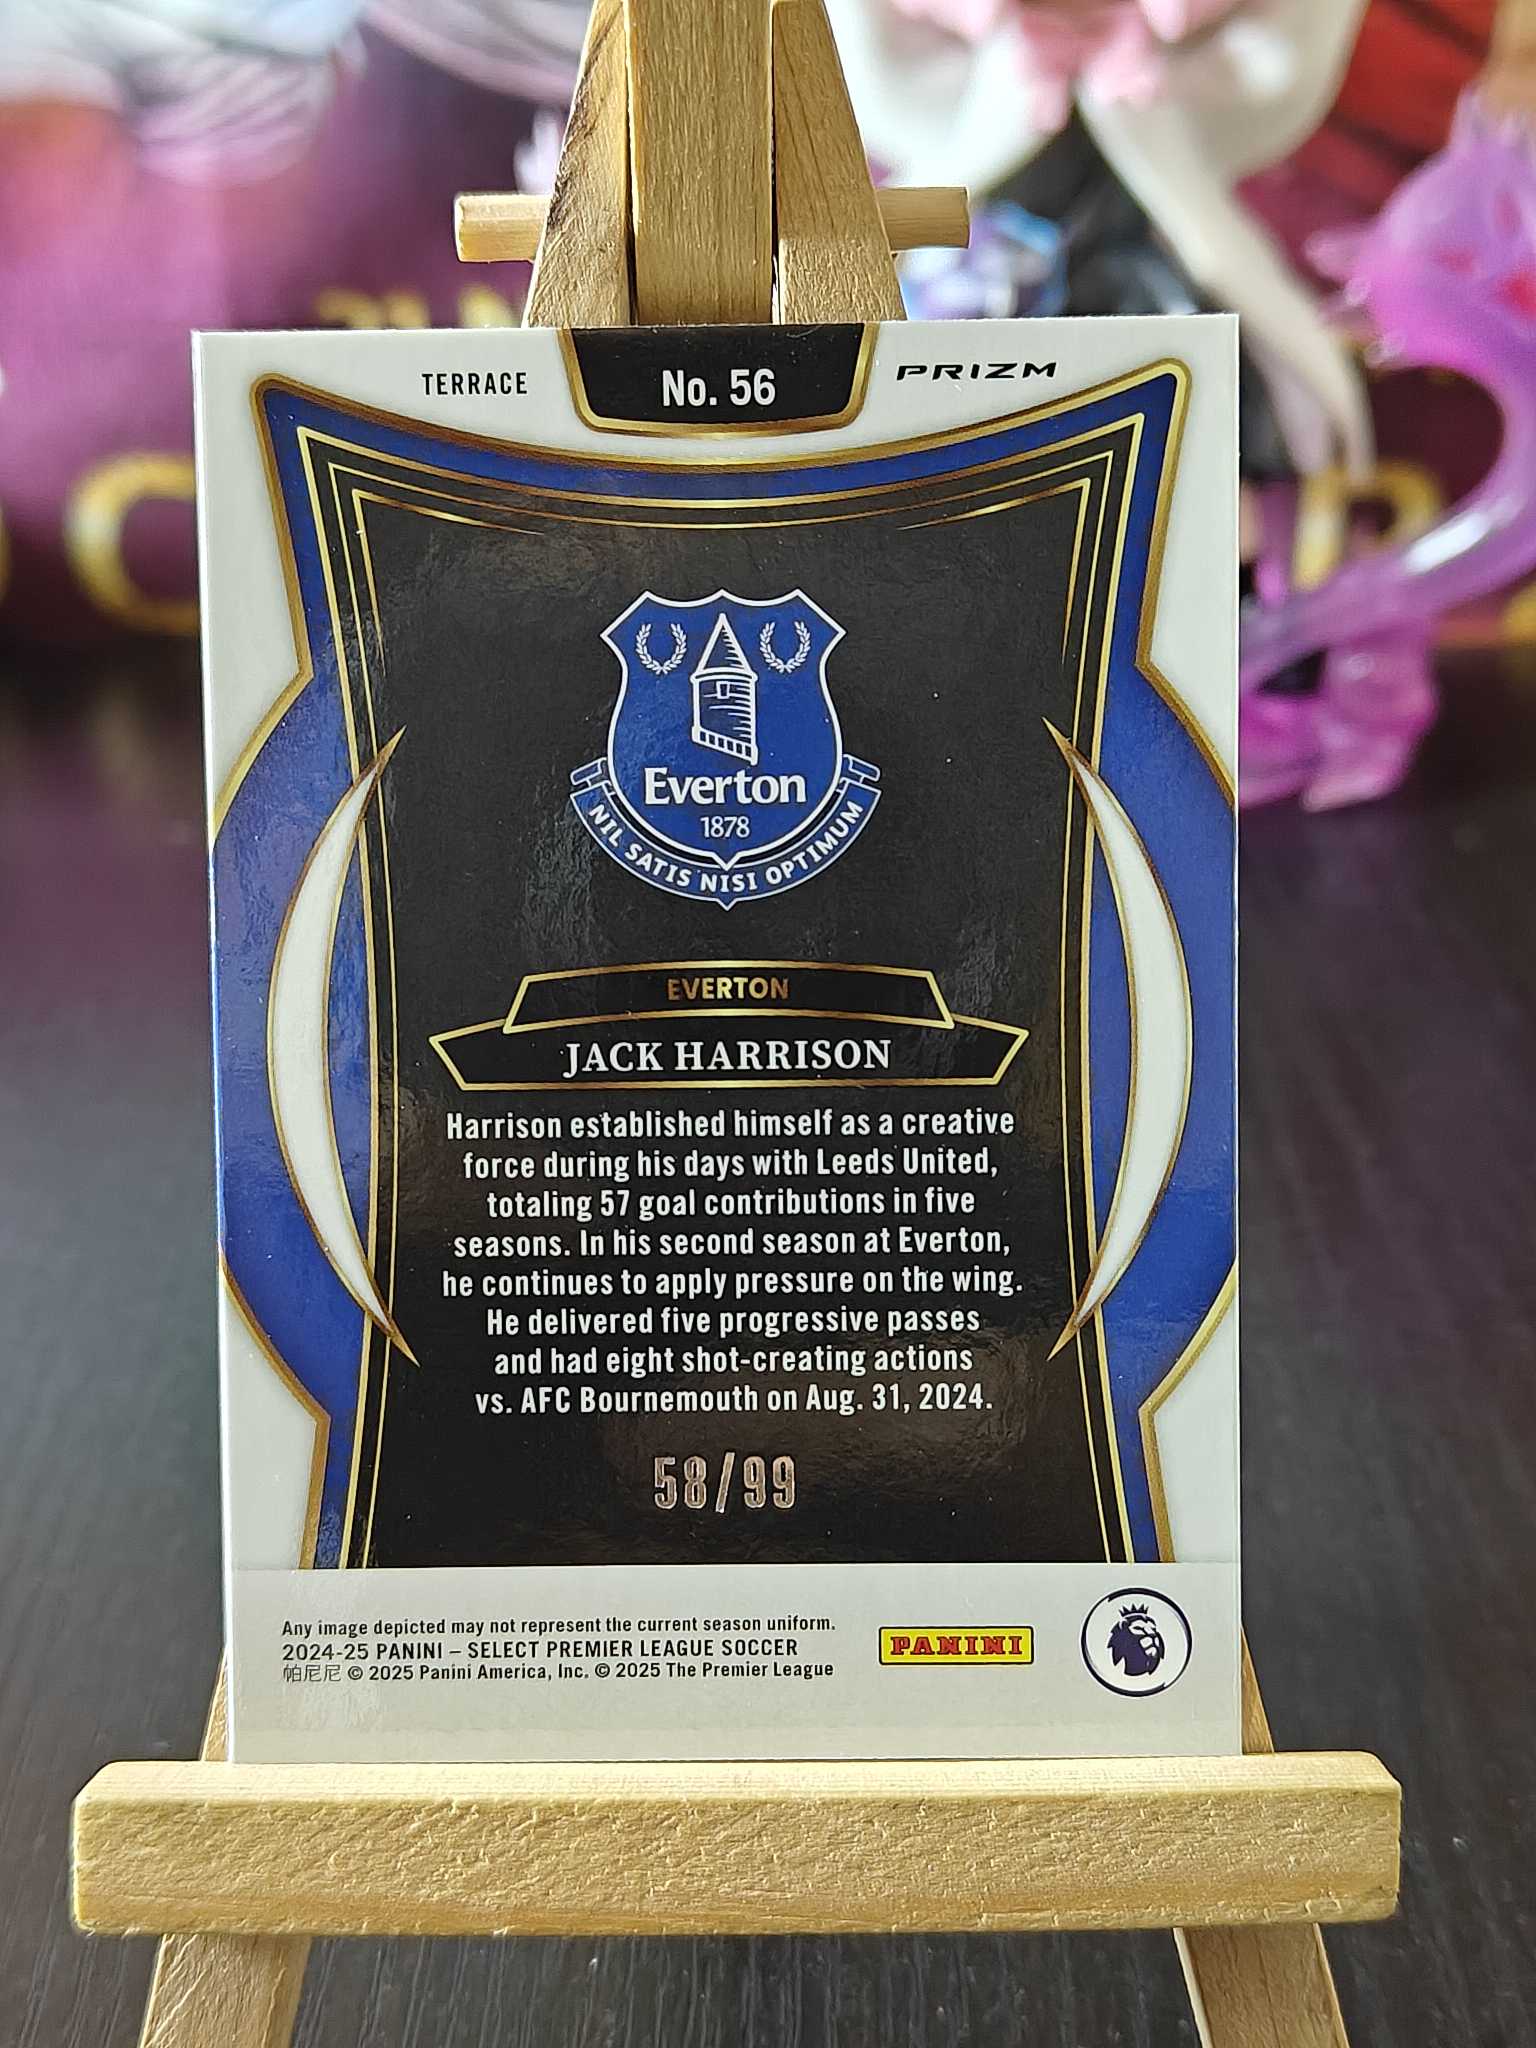 TERRACE
No. 56
PRIZM
Everton
1878
NIL SATIS NISI OPTIMUM
EVERTON
JACK HARRISON
Harrison established himself as a creative
force during his days with Leeds United,
totaling 57 goal contributions in five
seasons. In his second season at Everton,
he continues to apply pressure on the wing.
He delivered five progressive passes
and had eight shot-creating actions
vs. AFC Bournemouth on Aug. 31, 2024.
58/99
Any image depicted may not represent the current season uniform.
2024-25 PANINI – SELECT PREMIER LEAGUE SOCCER
帕尼尼 © 2025 Panini America, Inc. © 2025 The Premier League
PANINI